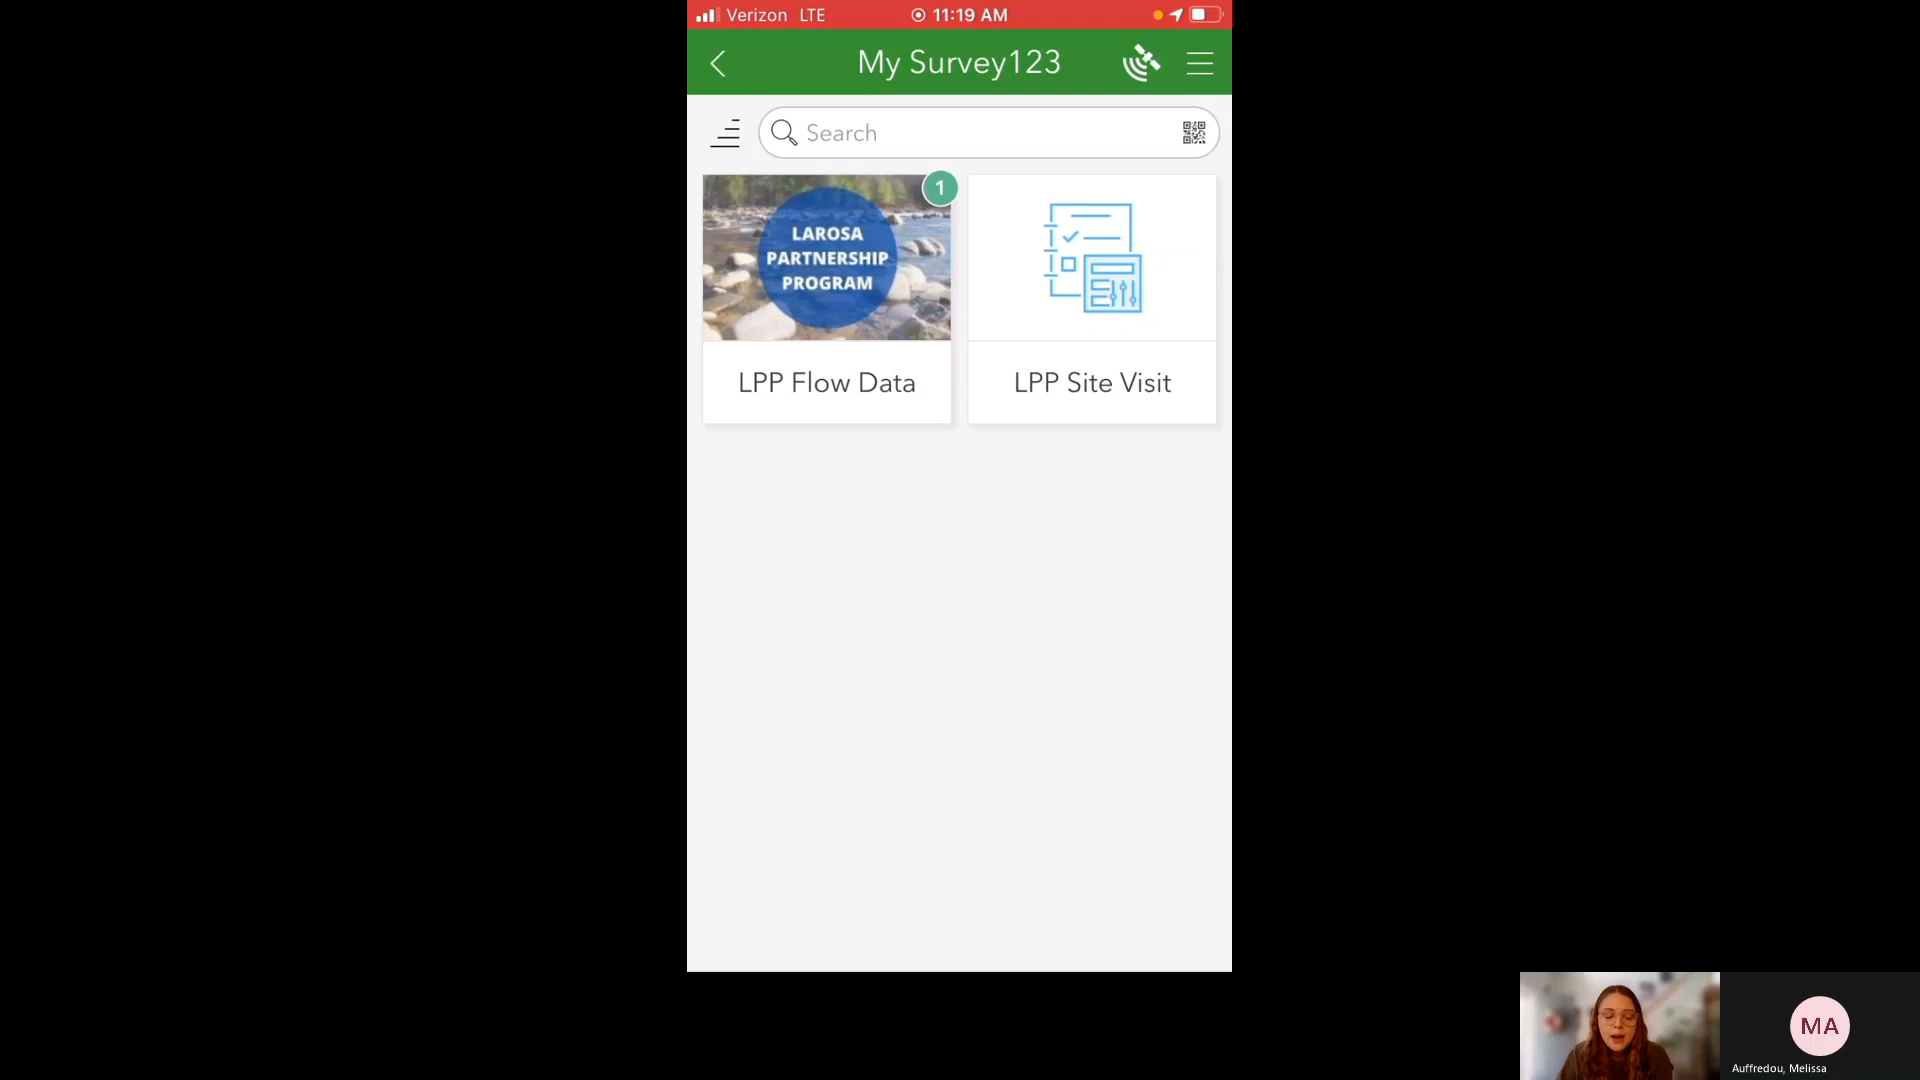 Verizon LTE 11:19 AM
My Survey123
Search
1
LAROSA
PARTNERSHIP
PROGRAM
LPP Flow Data
LPP Site Visit
MA
Auffredou, Melissa